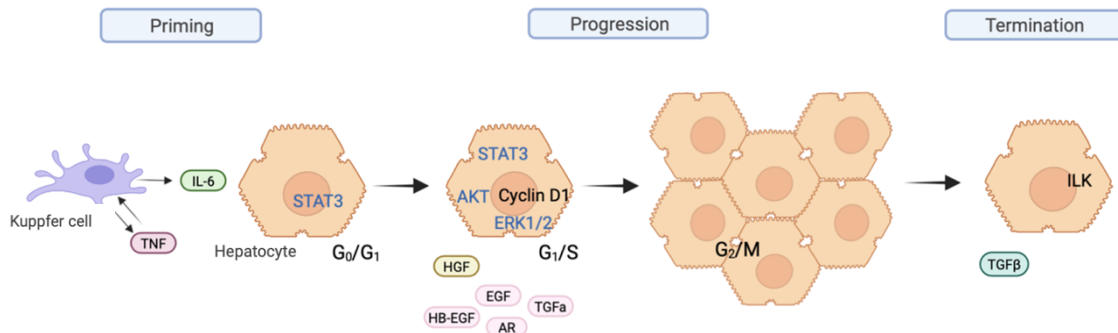 Priming
Progression
Termination
IL-6
STAT3
Kuppfer cell
TNF
Hepatocyte
G₀/G₁
STAT3
AKT
Cyclin D1
ERK1/2
G₁/S
HGF
EGF
HB-EGF
TGFa
AR
G₂/M
ILK
TGFβ